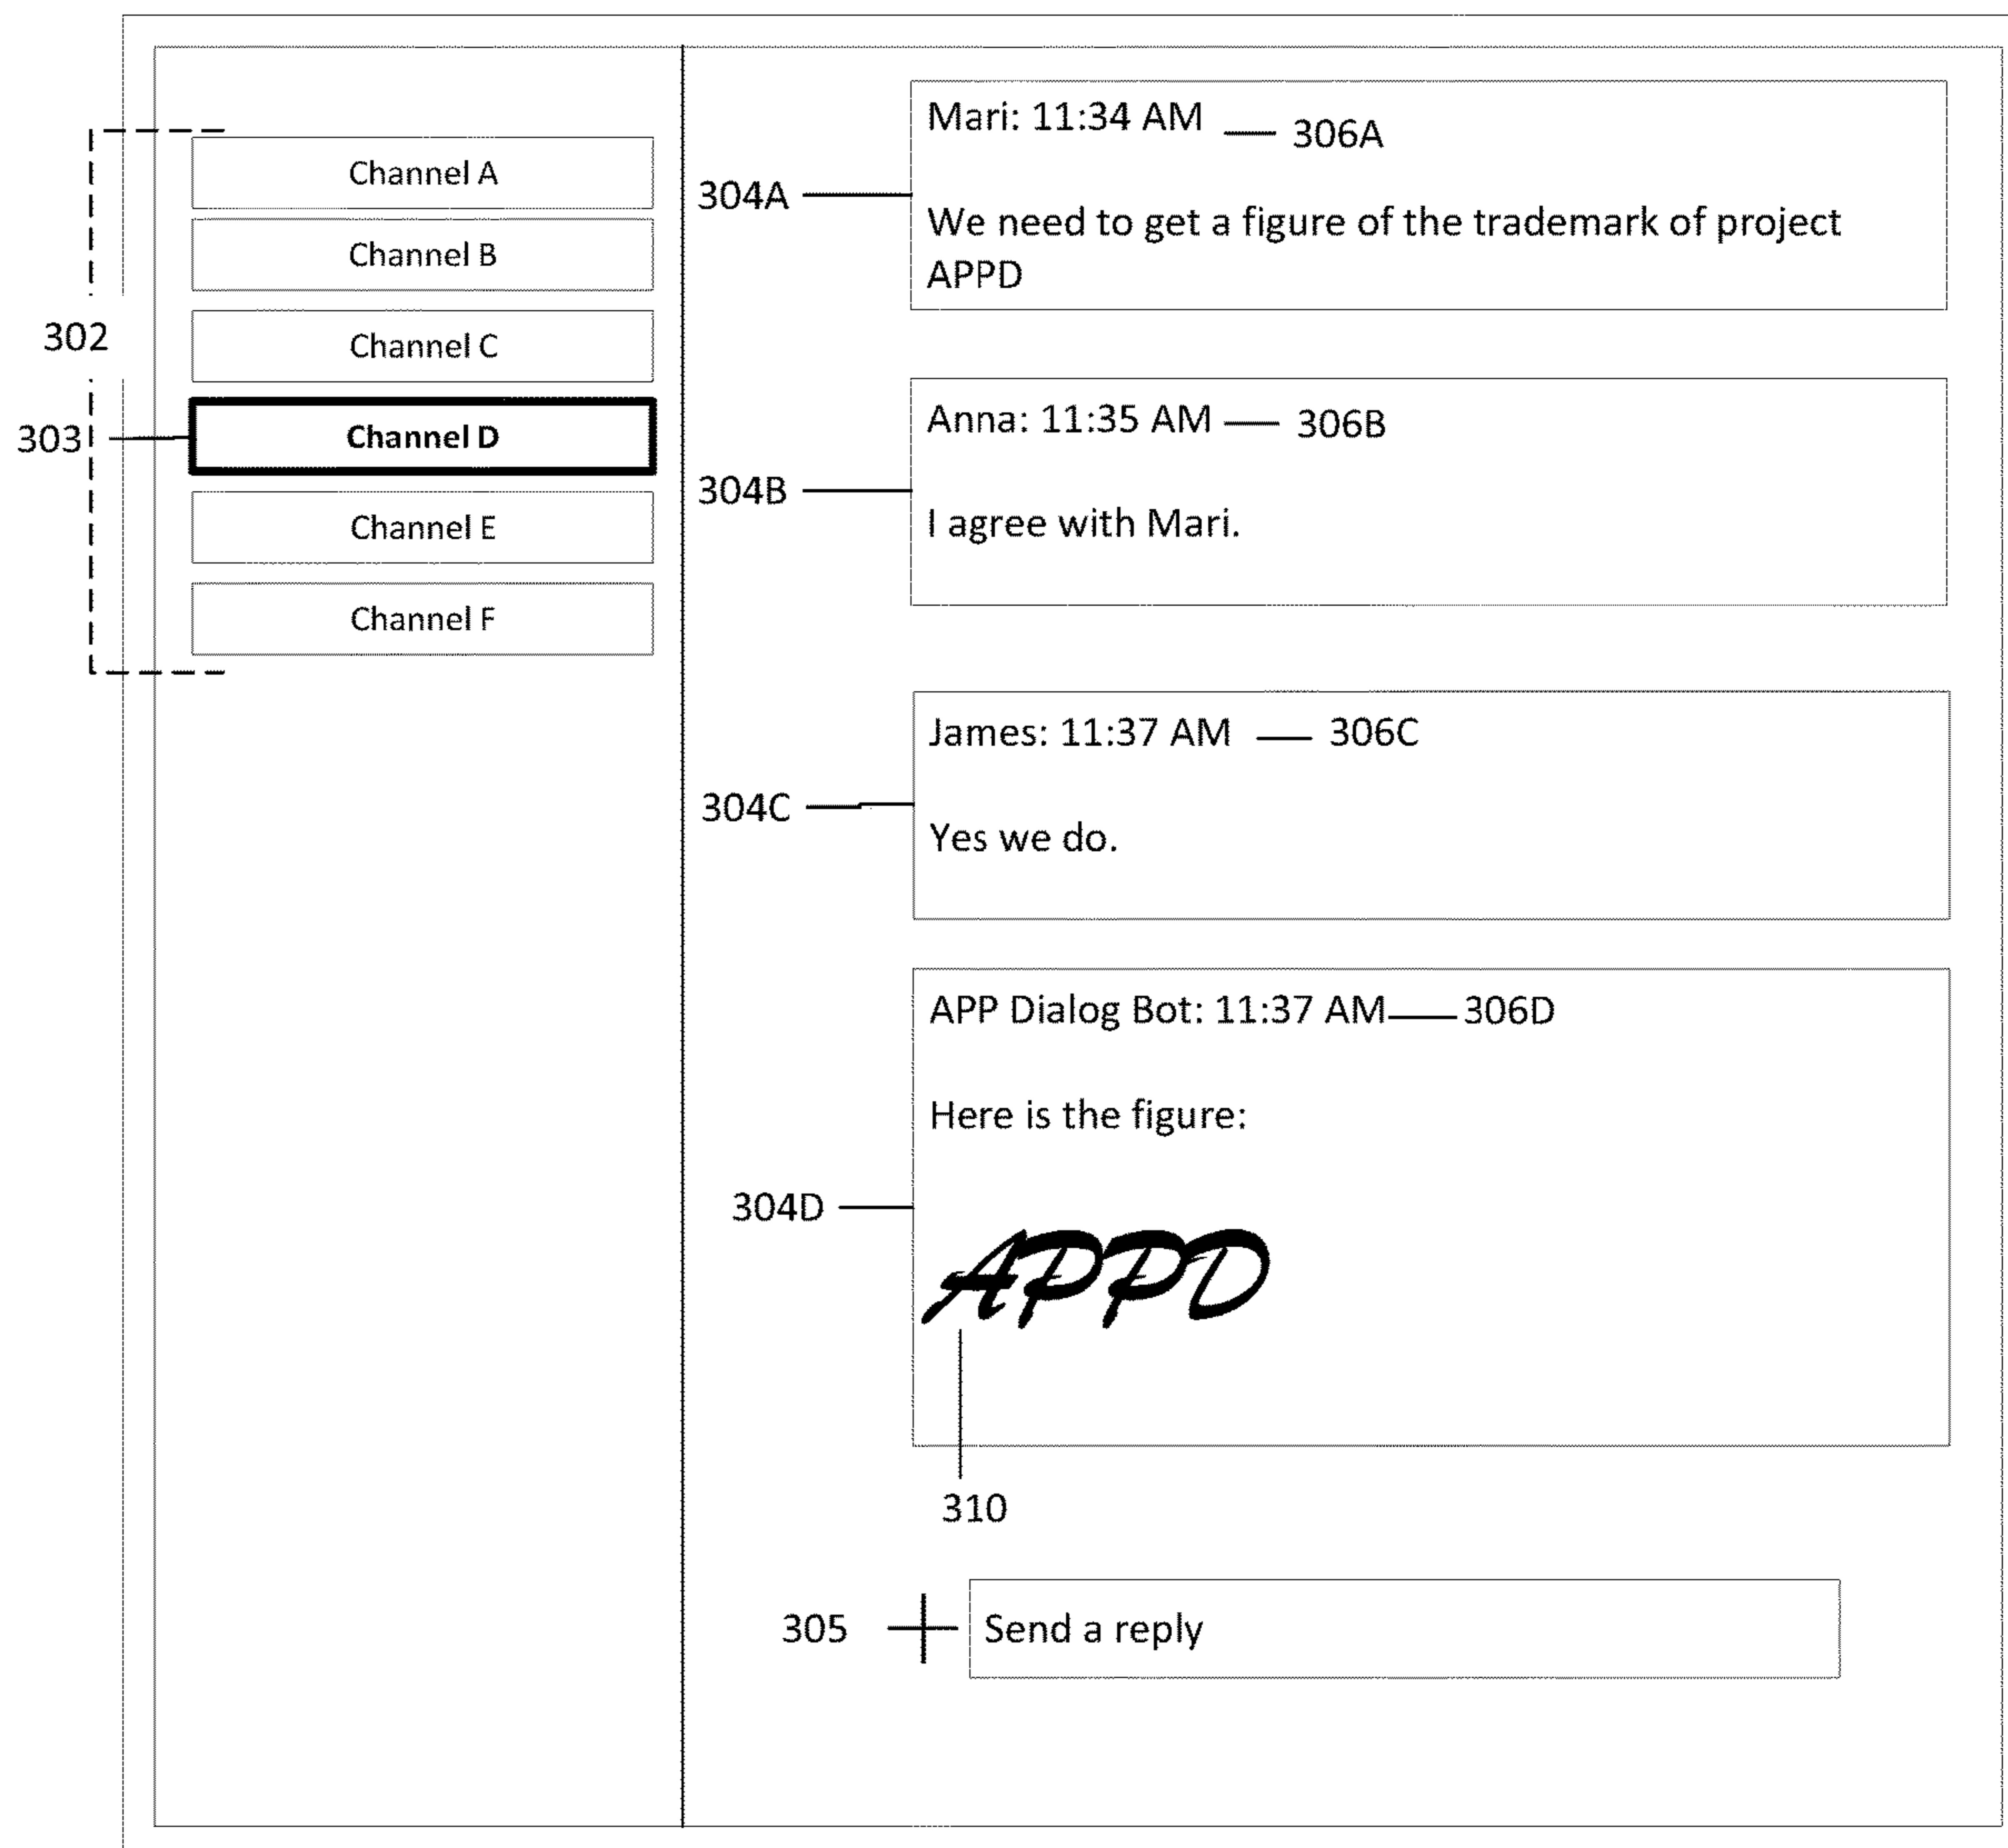 302
303
Channel A
Channel B
Channel C
Channel D
Channel E
Channel F
304A
Mari: 11:34 AM 306A
We need to get a figure of the trademark of project
APPD
304B
Anna: 11:35 AM 306B
I agree with Mari.
304C
James: 11:37 AM 306C
Yes we do.
304D
APP Dialog Bot: 11:37 AM 306D
Here is the figure:
APPD
310
305
Send a reply